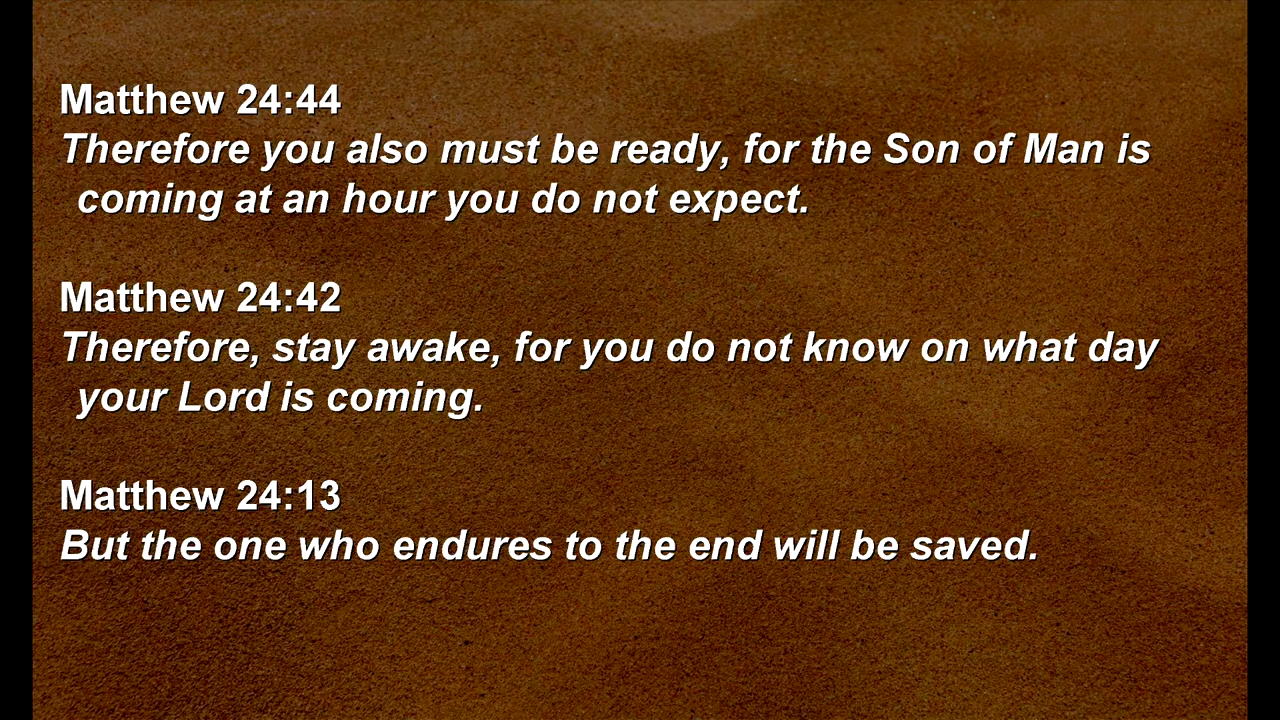 Matthew 24:44
Therefore you also must be ready, for the Son of Man is
coming at an hour you do not expect.
Matthew 24:42
Therefore, stay awake, for you do not know on what day
your Lord is coming.
Matthew 24:13
But the one who endures to the end will be saved.